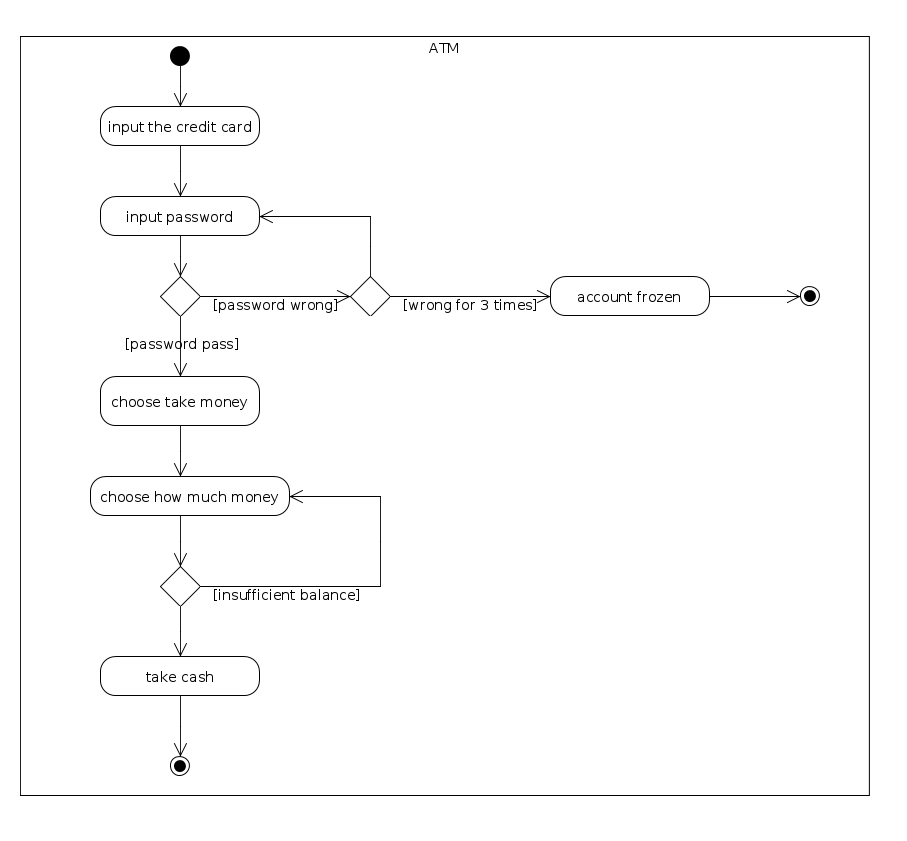 ATM
input the credit card
input password
[password wrong]
[wrong for 3 times]
account frozen
[password pass]
choose take money
choose how much money
[insufficient balance]
take cash